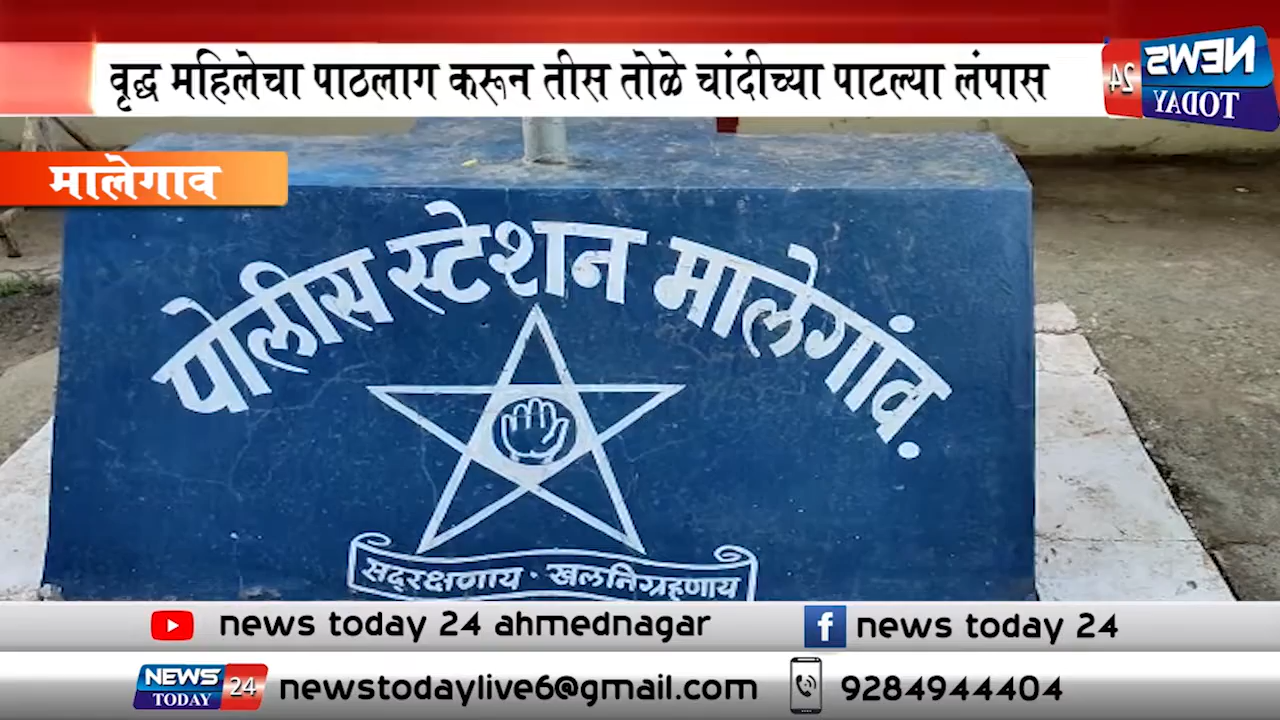 वृद्ध महिलेचा पाठलाग करून तीस तोळे चांदीच्या पाटल्या लंपास
NEWS
24
TODAY
मालेगाव
पोलीस स्टेशन मालेगांव.
सद्रक्षणाय · खलनिग्रहणाय
news today 24 ahmednagar
news today 24
NEWS
TODAY
24
newstodaylive6@gmail.com
9284944404